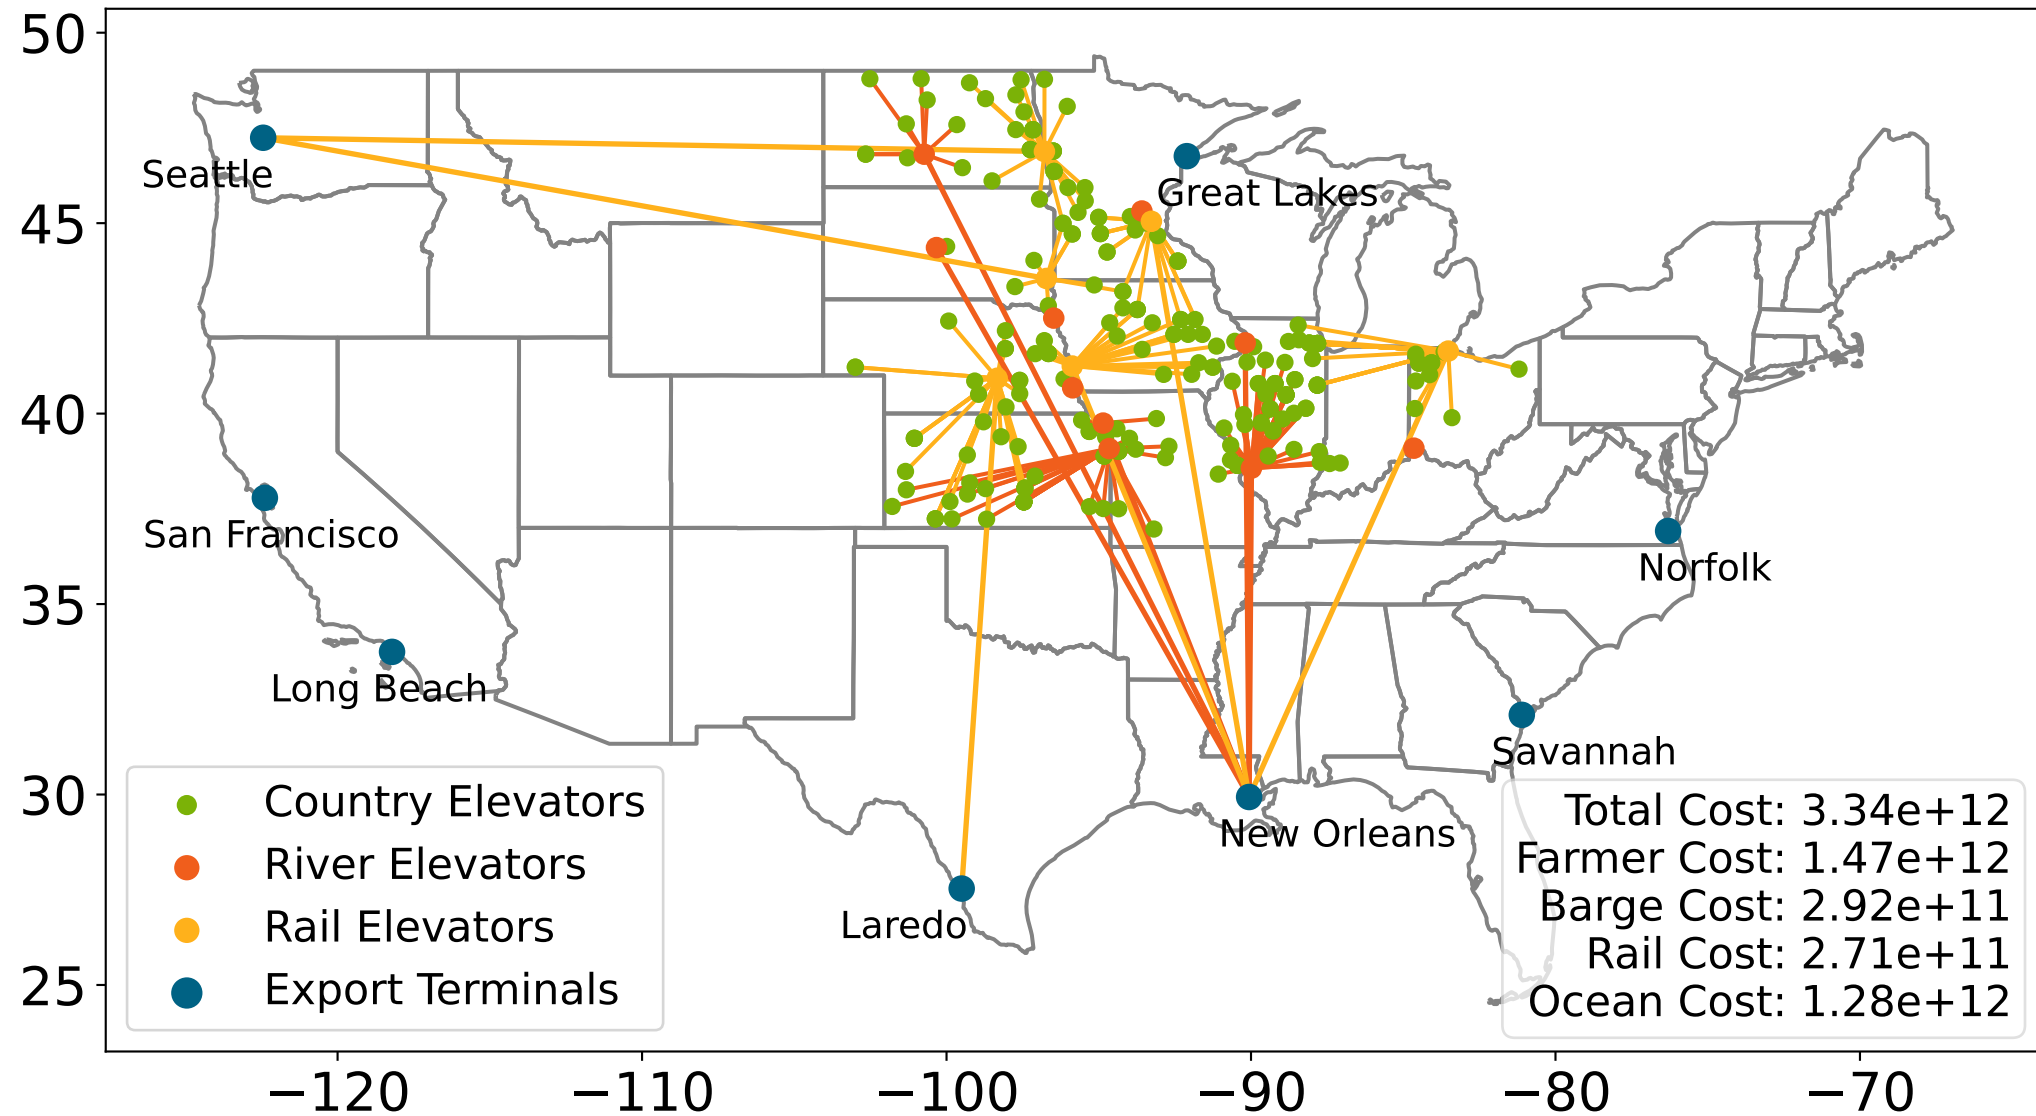 50
45
40
35
30
25
Seattle
Great Lakes
San Francisco
Norfolk
Long Beach
Savannah
New Orleans
Laredo
Country Elevators
River Elevators
Rail Elevators
Export Terminals
Total Cost: 3.34e+12
Farmer Cost: 1.47e+12
Barge Cost: 2.92e+11
Rail Cost: 2.71e+11
Ocean Cost: 1.28e+12
−120
−110
−100
−90
−80
−70